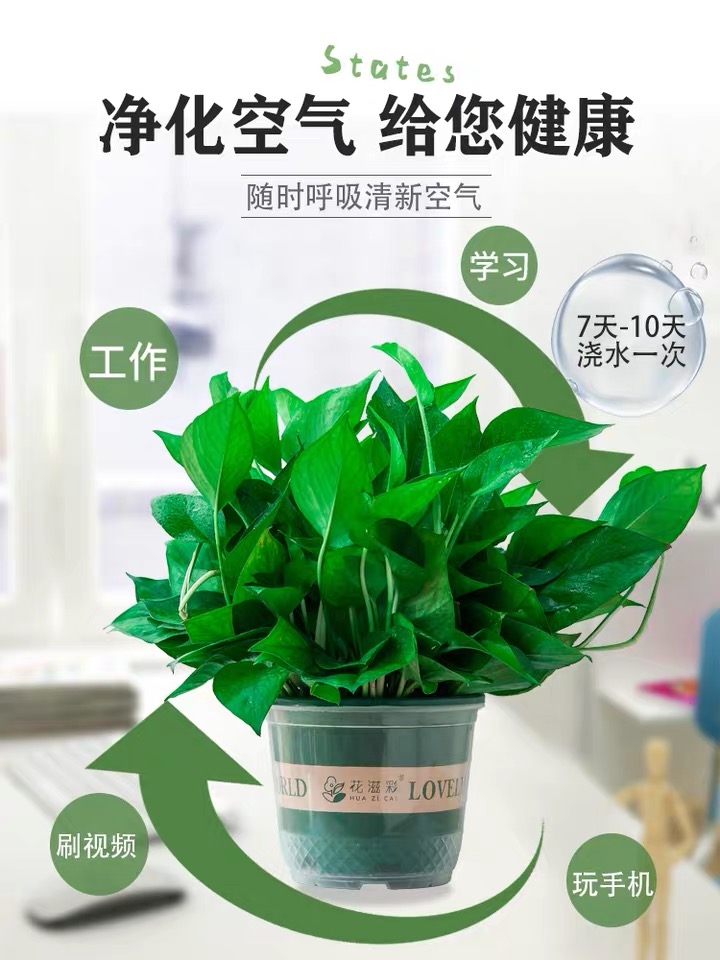 States
净化空气 给您健康
随时呼吸清新空气
学习
7天-10天
浇水一次
工作
RLD
花滋彩®
HUA ZI CAI
LOVEL
刷视频
玩手机